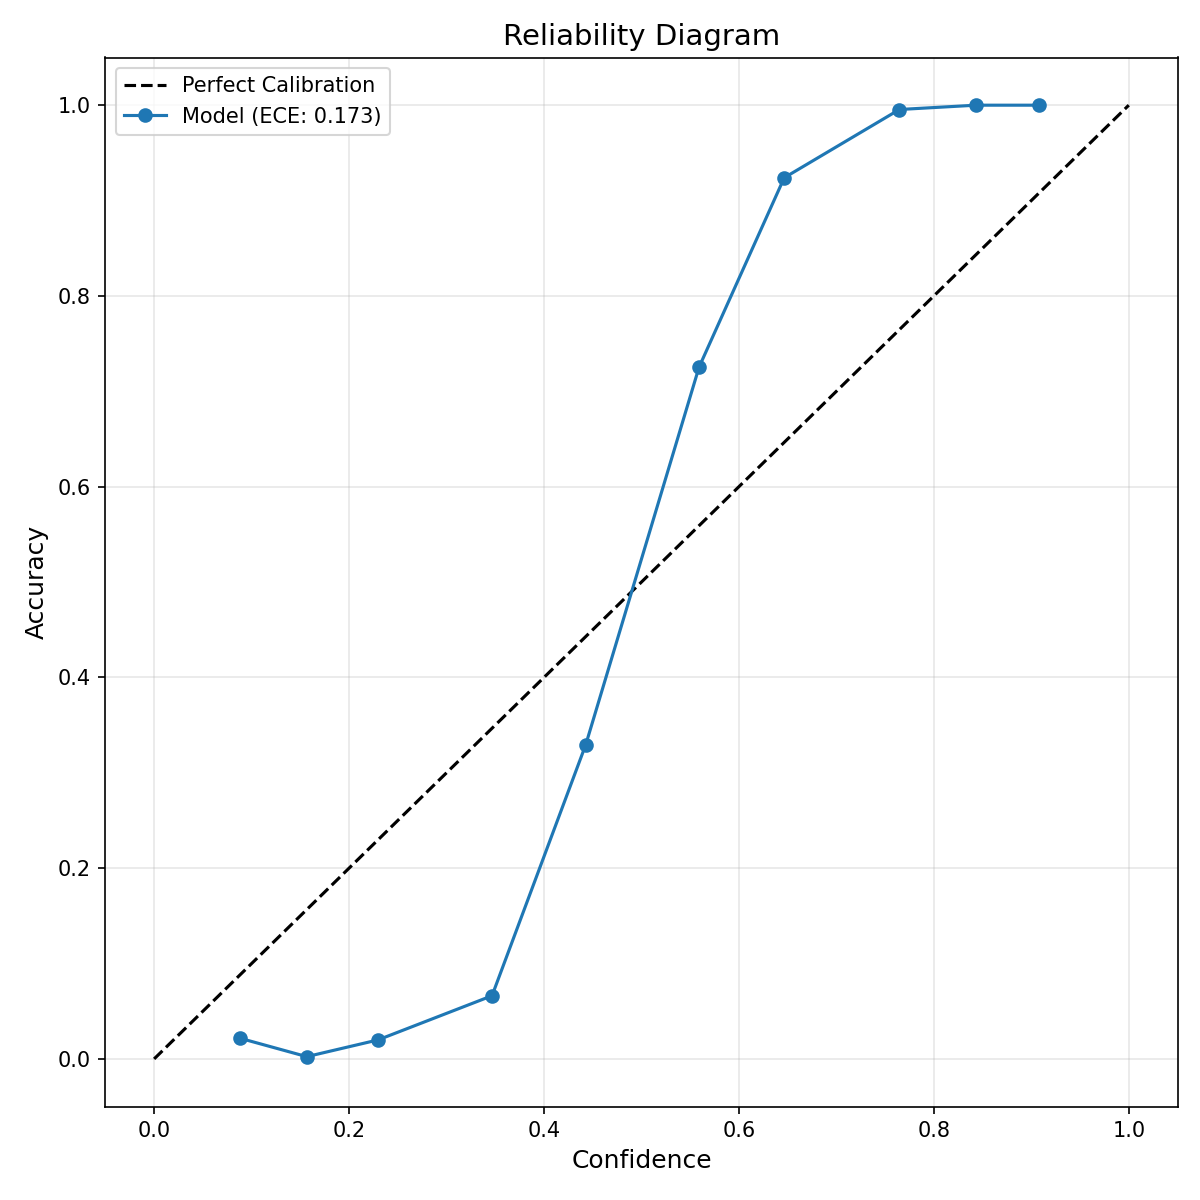 Reliability Diagram
Perfect Calibration
Model (ECE: 0.173)
1.0
0.8
0.6
0.4
0.2
0.0
Accuracy
0.0 0.2 0.4 0.6 0.8 1.0
Confidence